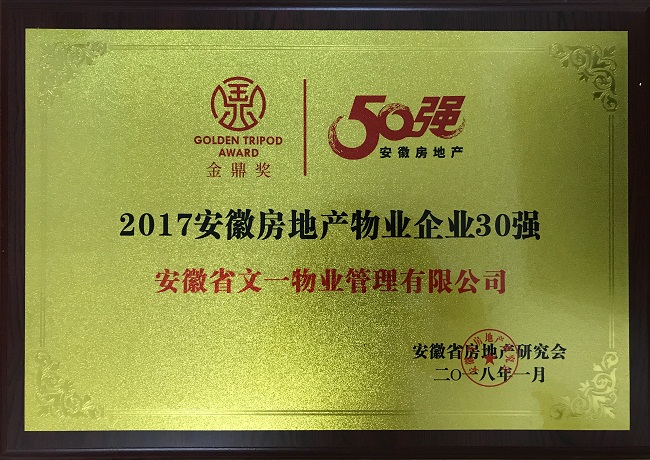 GOLDEN TRIPOD
AWARD
金鼎奖
50强
安徽房地产
2017安徽房地产物业企业30强
安徽省文一物业管理有限公司
安徽省房地产研究会
二〇一八年一月